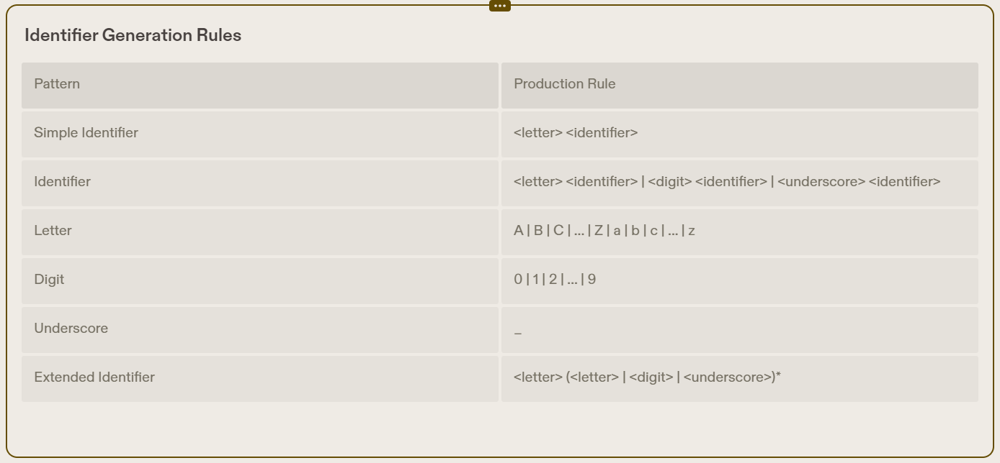 Identifier Generation Rules
Pattern Production Rule
Simple Identifier <letter> <identifier>
Identifier <letter> <identifier> | <digit> <identifier> | <underscore> <identifier>
Letter A | B | C | ... | Z | a | b | c | ... | z
Digit 0 | 1 | 2 | ... | 9
Underscore _
Extended Identifier <letter> (<letter> | <digit> | <underscore>)*